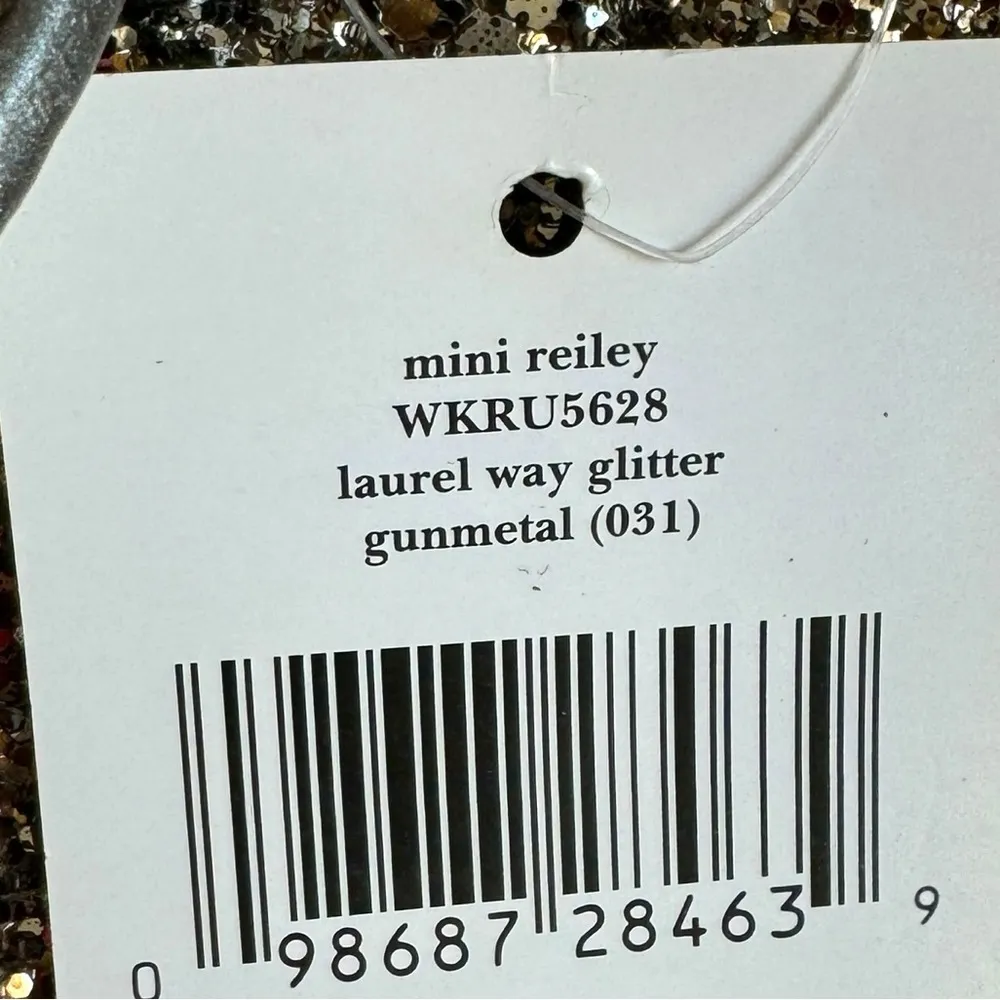 mini reiley
WKRU5628
laurel way glitter
gunmetal (031)
0 98687 28463 9